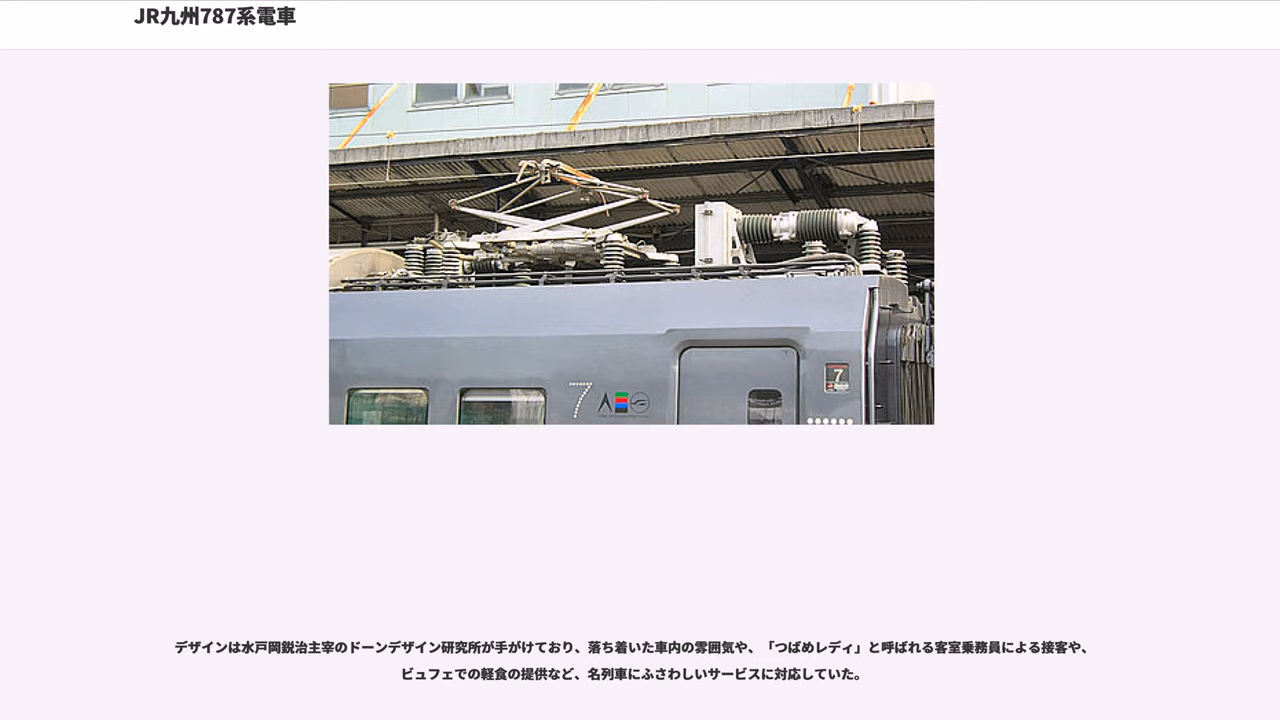 JR九州787系電車
7
7
デザインは水戸岡鋭治主宰のドーンデザイン研究所が手がけており、落ち着いた車内の雰囲気や、「つばめレディ」と呼ばれる客室乗務員による接客や、
ビュフェでの軽食の提供など、名列車にふさわしいサービスに対応していた。